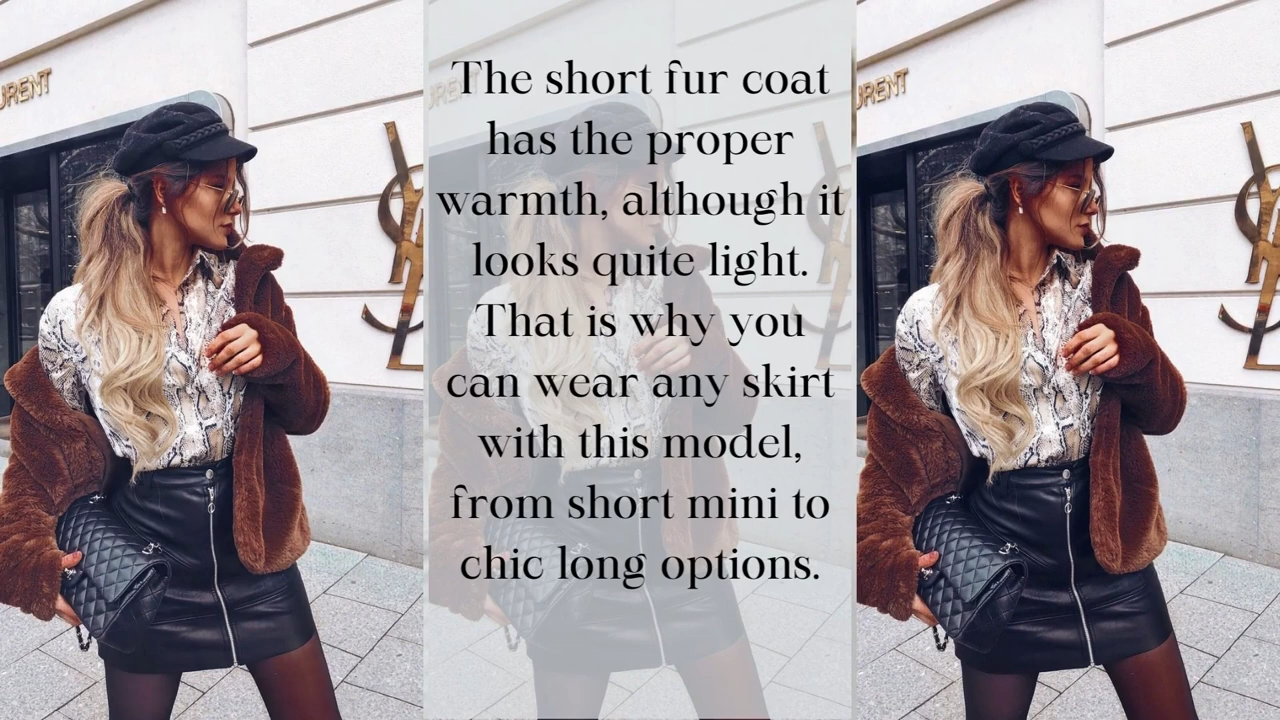 URENT
The short fur coat
has the proper
warmth, although it
looks quite light.
That is why you
can wear any skirt
with this model,
from short mini to
chic long options.
URENT